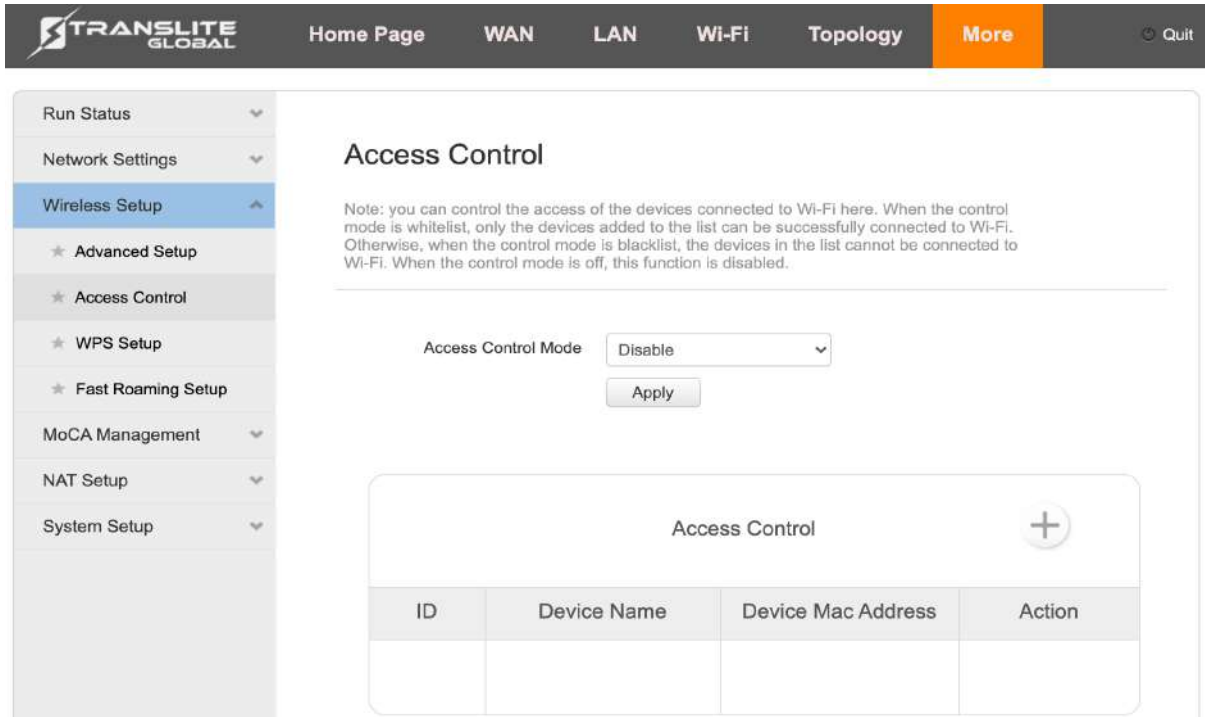 TRANSLITE
GLOBAL
Home Page WAN LAN Wi-Fi Topology More Quit
Run Status
Network Settings
Wireless Setup
Advanced Setup
Access Control
WPS Setup
Fast Roaming Setup
MoCA Management
NAT Setup
System Setup
Access Control
Note: you can control the access of the devices connected to Wi-Fi here. When the control
mode is whitelist, only the devices added to the list can be successfully connected to Wi-Fi.
Otherwise, when the control mode is blacklist, the devices in the list cannot be connected to
Wi-Fi. When the control mode is off, this function is disabled.
Access Control Mode Disable
Apply
Access Control
ID Device Name Device Mac Address Action